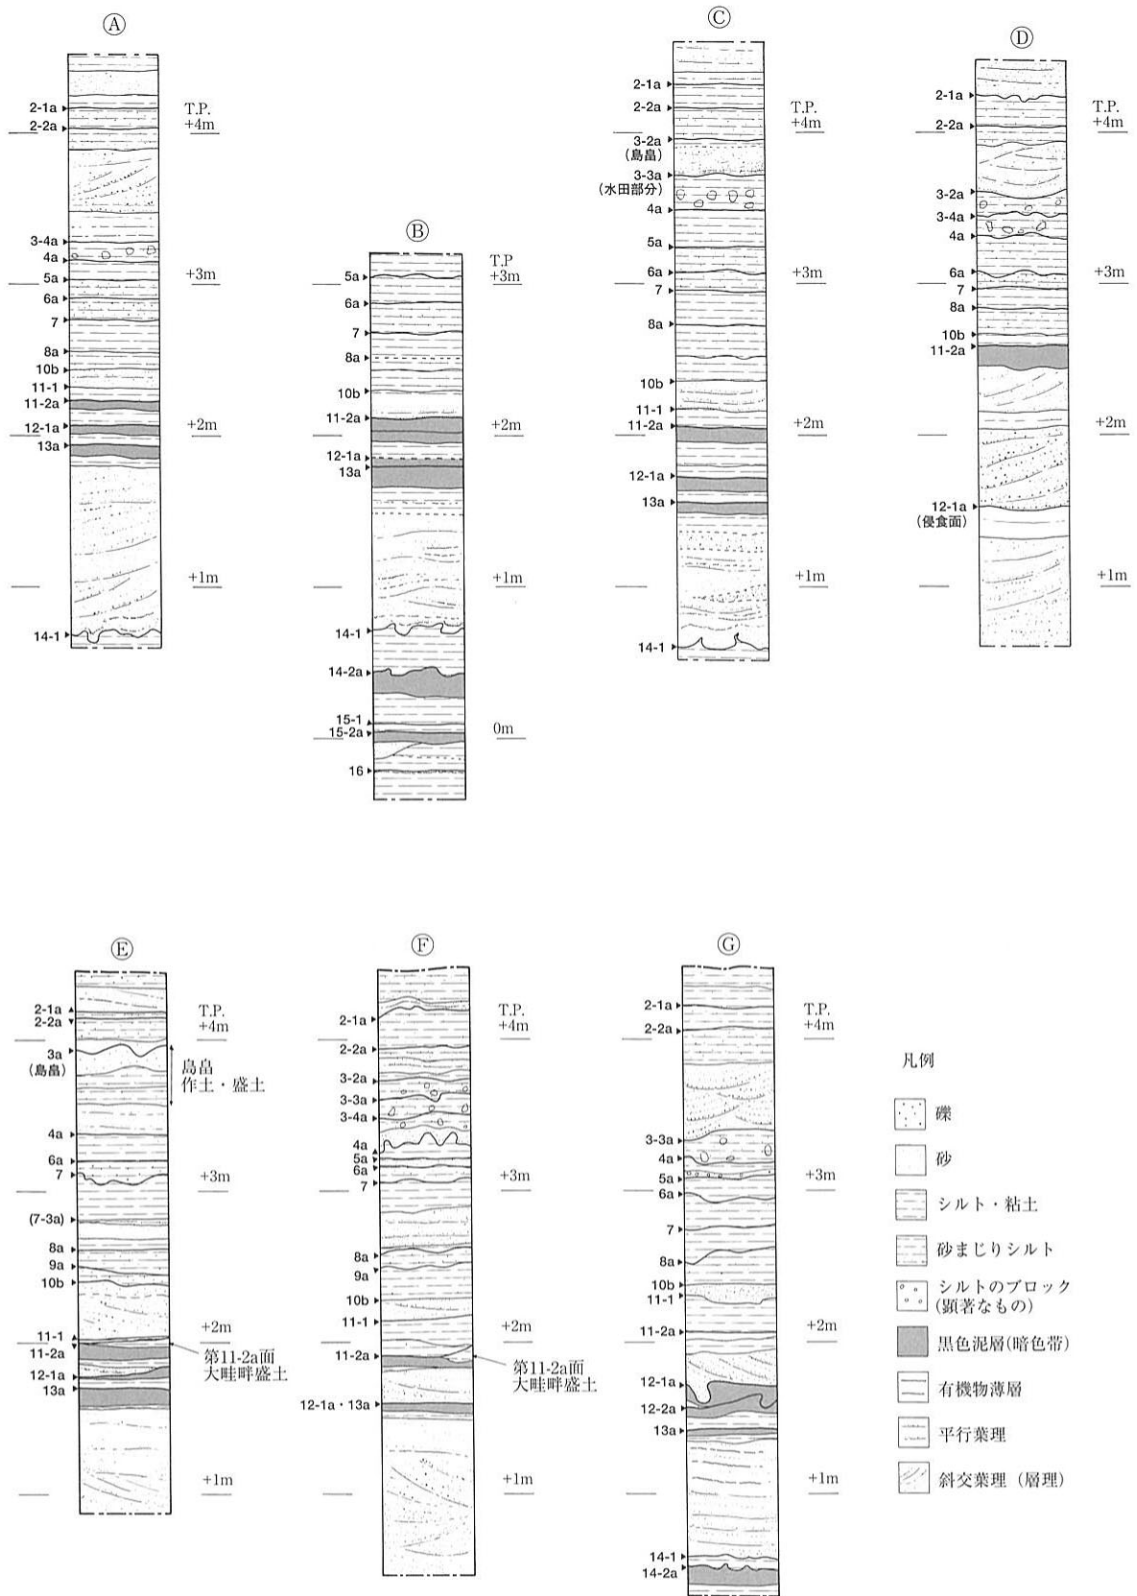 Ⓐ
2-1a
2-2a
3-4a
4a
5a
6a
7
8a
10b
11-1
11-2a
12-1a
13a
14-1
T.P.
+4m
+3m
+2m
+1m
Ⓑ
5a
6a
7
8a
10b
11-2a
12-1a
13a
14-1
14-2a
15-1
15-2a
16
T.P
+3m
+2m
+1m
0m
Ⓒ
2-1a
2-2a
3-2a
(島畠)
3-3a
(水田部分)
4a
5a
6a
7
8a
10b
11-1
11-2a
12-1a
13a
14-1
T.P.
+4m
+3m
+2m
+1m
Ⓓ
2-1a
2-2a
3-2a
3-4a
4a
6a
7
8a
10b
11-2a
12-1a
(侵食面)
T.P.
+4m
+3m
+2m
+1m
Ⓔ
2-1a
2-2a
3a
(島畠)
4a
6a
7
(7-3a)
8a
9a
10b
11-1
11-2a
12-1a
13a
T.P.
+4m
島畠
作土・盛土
+3m
+2m
第11-2a面
大畦畔盛土
+1m
Ⓕ
2-1a
2-2a
3-2a
3-3a
3-4a
4a
5a
6a
7
8a
9a
10b
11-1
11-2a
12-1a・13a
T.P.
+4m
+3m
+2m
第11-2a面
大畦畔盛土
+1m
Ⓖ
2-1a
2-2a
3-3a
4a
5a
6a
7
8a
10b
11-1
11-2a
12-1a
12-2a
13a
14-1
14-2a
T.P.
+4m
+3m
+2m
+1m
凡例
礫
砂
シルト・粘土
砂まじりシルト
シルトのブロック
(顕著なもの)
黒色泥層(暗色帯)
有機物薄層
平行葉理
斜交葉理（層理）